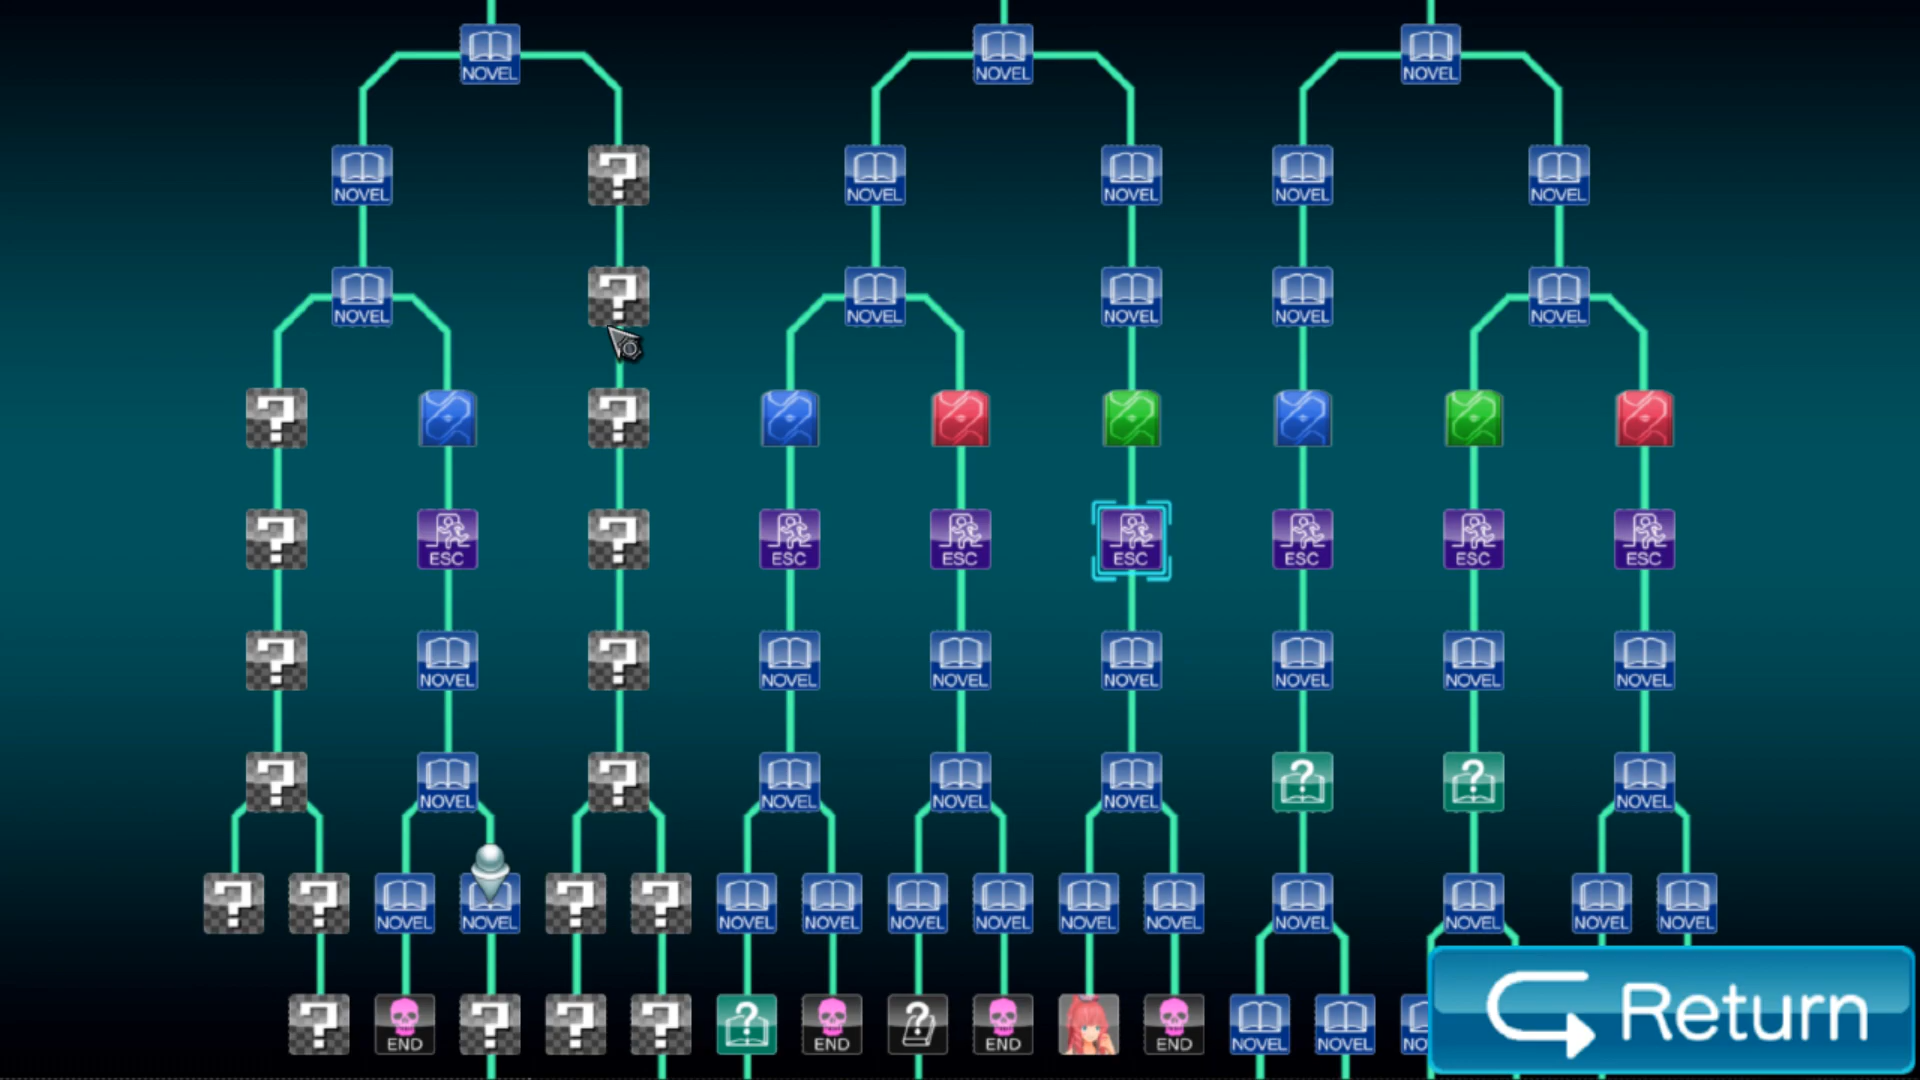 NOVEL NOVEL NOVEL
NOVEL ? NOVEL NOVEL NOVEL NOVEL
NOVEL ? NOVEL NOVEL NOVEL NOVEL
? ?
? ESC ? ESC ESC ESC ESC ESC ESC
? NOVEL ? NOVEL NOVEL NOVEL NOVEL NOVEL NOVEL
? NOVEL ? NOVEL NOVEL NOVEL ? ? NOVEL
? ? NOVEL NOVEL ? ? NOVEL NOVEL NOVEL NOVEL NOVEL NOVEL NOVEL NOVEL NOVEL NOVEL
? END ? ? ? ? END ? END END NOVEL NOVEL
Return